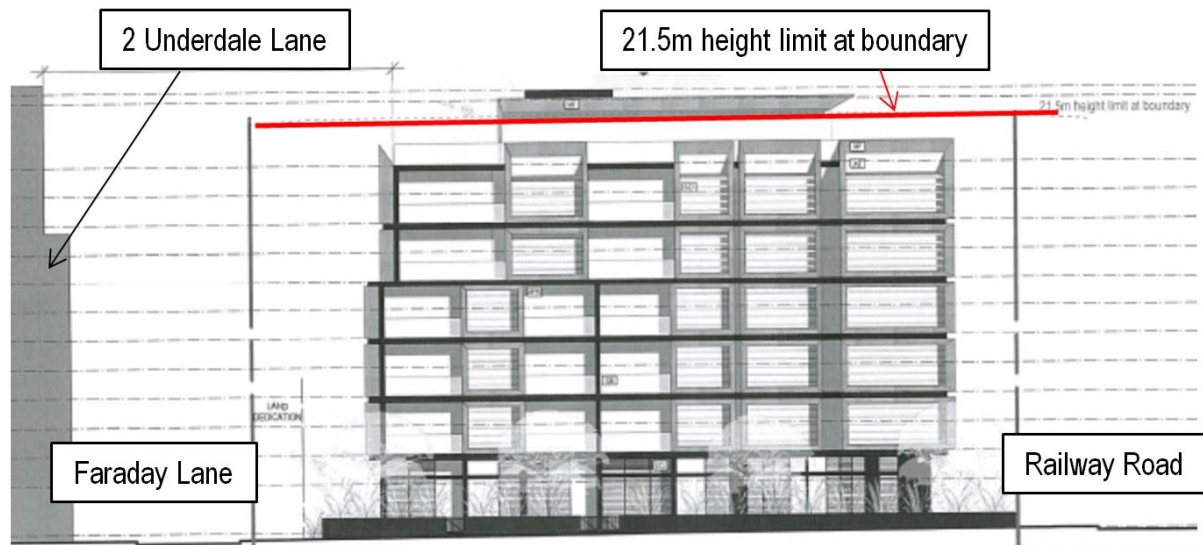 2 Underdale Lane
21.5m height limit at boundary
21.5m height limit at boundary
LAND
DEDICATION
Faraday Lane
Railway Road